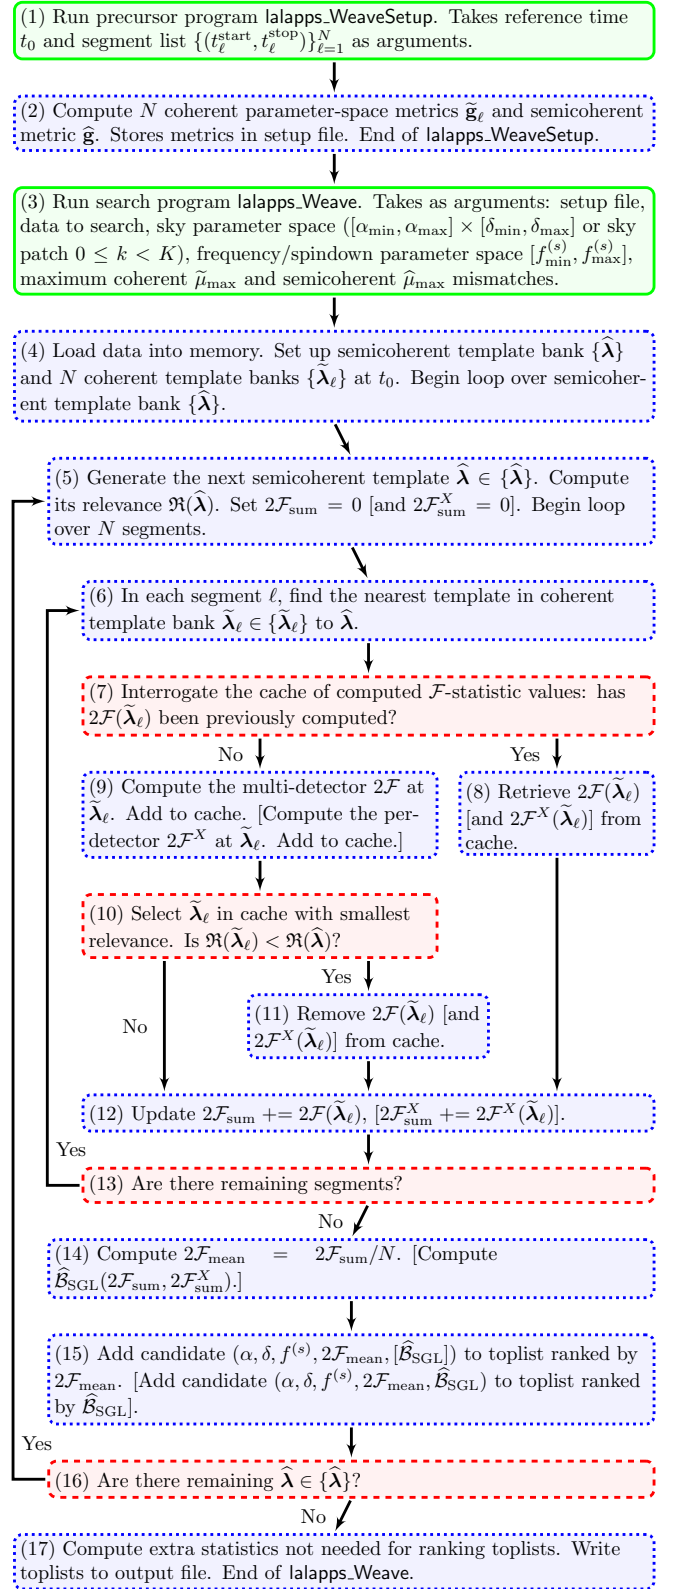 (1) Run precursor program lalapps_WeaveSetup. Takes reference time
t₀ and segment list {(t_ℓ^start, t_ℓ^stop)}_{ℓ=1}^N as arguments.
(2) Compute N coherent parameter-space metrics g̃_ℓ and semicoherent
metric ĝ. Stores metrics in setup file. End of lalapps_WeaveSetup.
(3) Run search program lalapps_Weave. Takes as arguments: setup file,
data to search, sky parameter space ([α_min, α_max] × [δ_min, δ_max] or sky
patch 0 ≤ k < K), frequency/spindown parameter space [f_min^(s), f_max^(s)],
maximum coherent μ̃_max and semicoherent μ̂_max mismatches.
(4) Load data into memory. Set up semicoherent template bank {λ̂}
and N coherent template banks {λ̃_ℓ} at t₀. Begin loop over semicoher-
ent template bank {λ̂}.
(5) Generate the next semicoherent template λ̂ ∈ {λ̂}. Compute
its relevance ℜ(λ̂). Set 2ℱ_sum = 0 [and 2ℱ_sum^X = 0]. Begin loop
over N segments.
(6) In each segment ℓ, find the nearest template in coherent
template bank λ̃_ℓ ∈ {λ̃_ℓ} to λ̂.
(7) Interrogate the cache of computed ℱ-statistic values: has
2ℱ(λ̃_ℓ) been previously computed?
No
Yes
(9) Compute the multi-detector 2ℱ at
λ̃_ℓ. Add to cache. [Compute the per-
detector 2ℱ^X at λ̃_ℓ. Add to cache.]
(8) Retrieve 2ℱ(λ̃_ℓ)
[and 2ℱ^X(λ̃_ℓ)] from
cache.
(10) Select λ̃_ℓ in cache with smallest
relevance. Is ℜ(λ̃_ℓ) < ℜ(λ̂)?
Yes
No
(11) Remove 2ℱ(λ̃_ℓ) [and
2ℱ^X(λ̃_ℓ)] from cache.
(12) Update 2ℱ_sum += 2ℱ(λ̃_ℓ), [2ℱ_sum^X += 2ℱ^X(λ̃_ℓ)].
Yes
(13) Are there remaining segments?
No
(14) Compute 2ℱ_mean = 2ℱ_sum/N. [Compute
ℬ̂_SGL(2ℱ_sum, 2ℱ_sum^X).]
(15) Add candidate (α, δ, f^(s), 2ℱ_mean, [ℬ̂_SGL]) to toplist ranked by
2ℱ_mean. [Add candidate (α, δ, f^(s), 2ℱ_mean, ℬ̂_SGL) to toplist ranked
by ℬ̂_SGL].
Yes
(16) Are there remaining λ̂ ∈ {λ̂}?
No
(17) Compute extra statistics not needed for ranking toplists. Write
toplists to output file. End of lalapps_Weave.